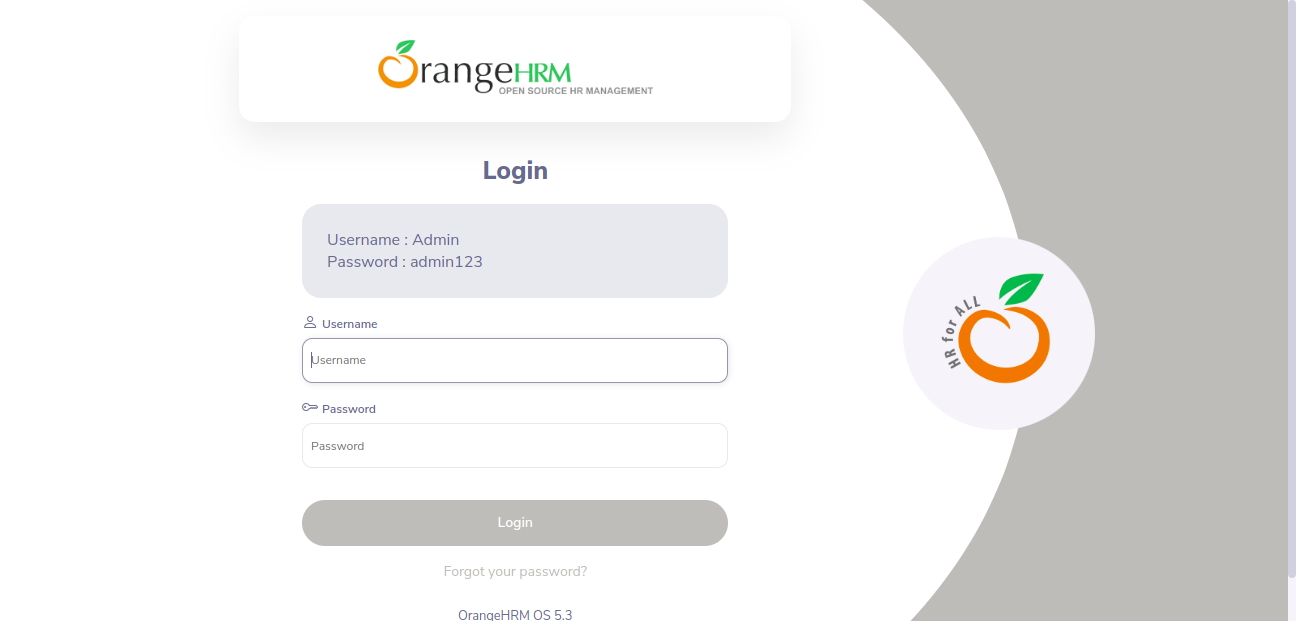 OrangeHRM
OPEN SOURCE HR MANAGEMENT
Login
Username : Admin
Password : admin123
Username
Username
Password
Password
Login
Forgot your password?
OrangeHRM OS 5.3
HR for ALL